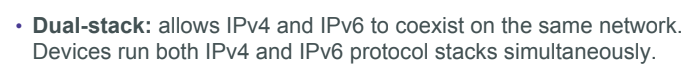 • Dual-stack: allows IPv4 and IPv6 to coexist on the same network.
Devices run both IPv4 and IPv6 protocol stacks simultaneously.